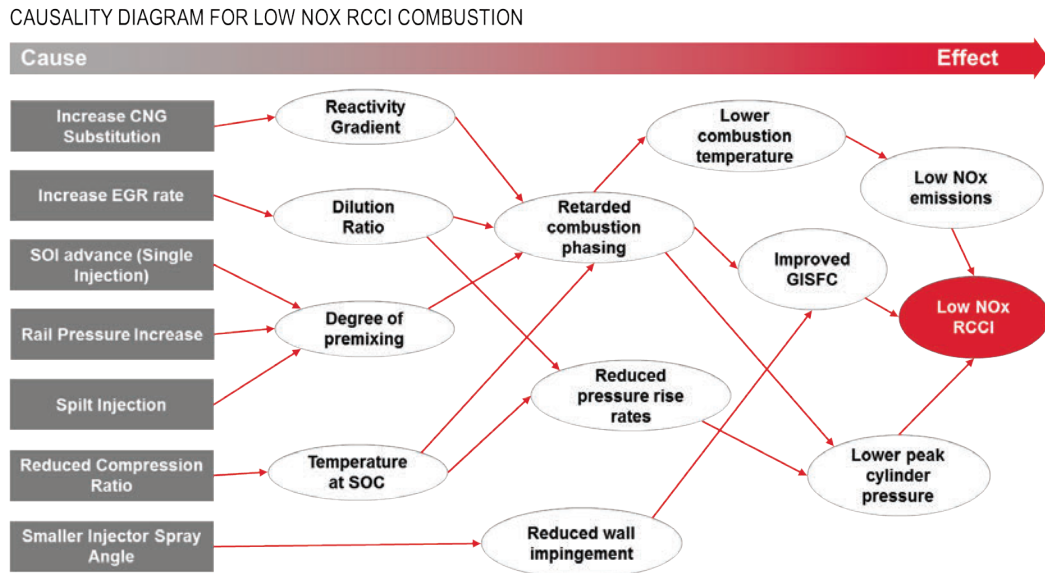 CAUSALITY DIAGRAM FOR LOW NOX RCCI COMBUSTION
Cause
Effect
Increase CNG
Substitution
Increase EGR rate
SOI advance (Single
Injection)
Rail Pressure Increase
Spilt Injection
Reduced Compression
Ratio
Smaller Injector Spray
Angle
Reactivity
Gradient
Dilution
Ratio
Degree of
premixing
Temperature
at SOC
Retarded
combustion
phasing
Reduced
pressure rise
rates
Reduced wall
impingement
Lower
combustion
temperature
Improved
GISFC
Lower peak
cylinder
pressure
Low NOx
emissions
Low NOx
RCCI